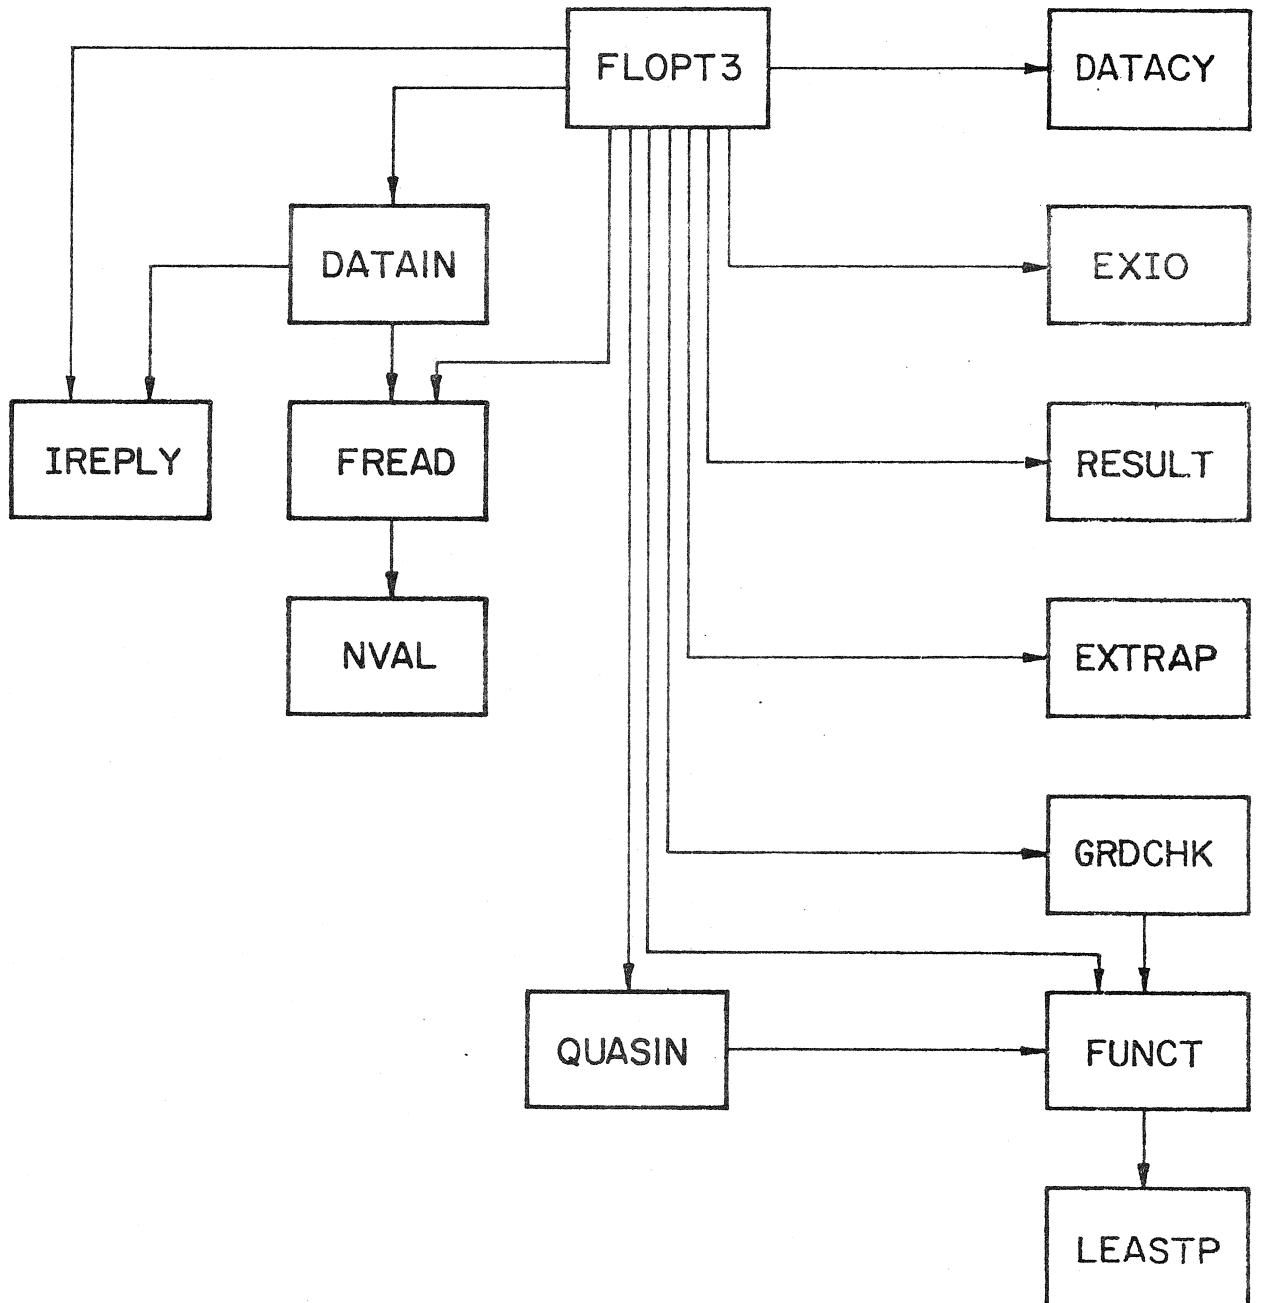 FLOPT3
DATACY
DATAIN
EXIO
IREPLY
FREAD
RESULT
NVAL
EXTRAP
GRDCHK
QUASIN
FUNCT
LEASTP